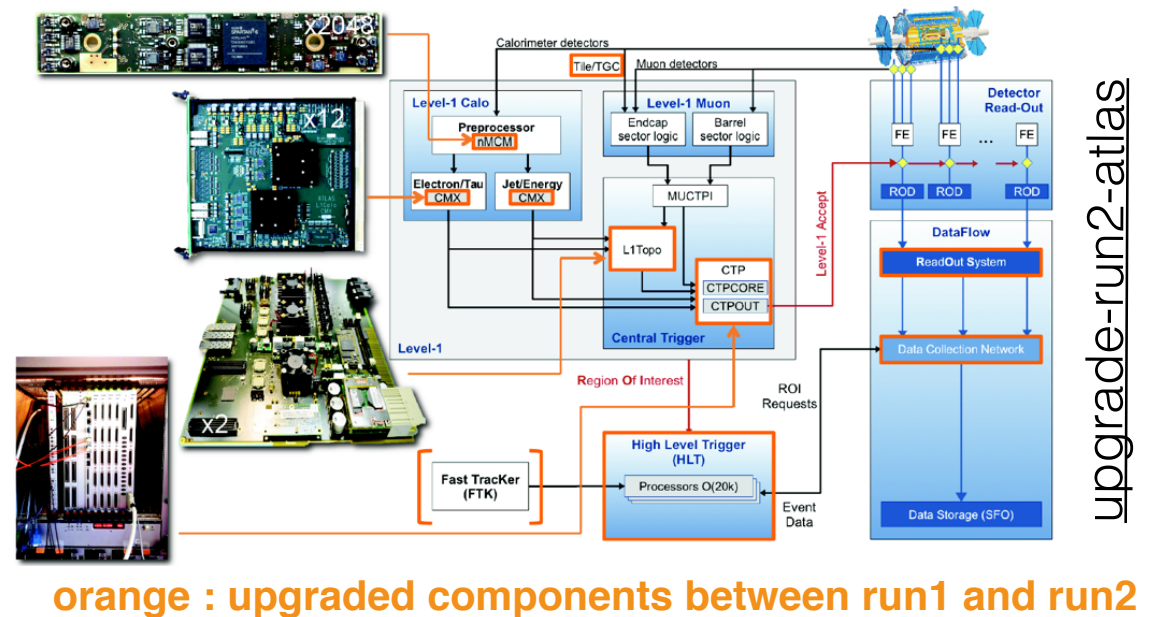 x2048
x12
x2
Calorimeter detectors
Tile/TGC
Muon detectors
Level-1 Calo
Preprocessor
nMCM
Electron/Tau
CMX
Jet/Energy
CMX
Level-1 Muon
Endcap
sector logic
Barrel
sector logic
MUCTPI
L1Topo
CTP
CTPCORE
CTPOUT
Central Trigger
Level-1
Level-1 Accept
Detector
Read-Out
FE
FE
...
FE
ROD
ROD
ROD
DataFlow
ReadOut System
Data Collection Network
Data Storage (SFO)
Region Of Interest
ROI
Requests
High Level Trigger
(HLT)
Processors O(20k)
Fast TracKer
(FTK)
Event
Data
upgrade-run2-atlas
orange : upgraded components between run1 and run2